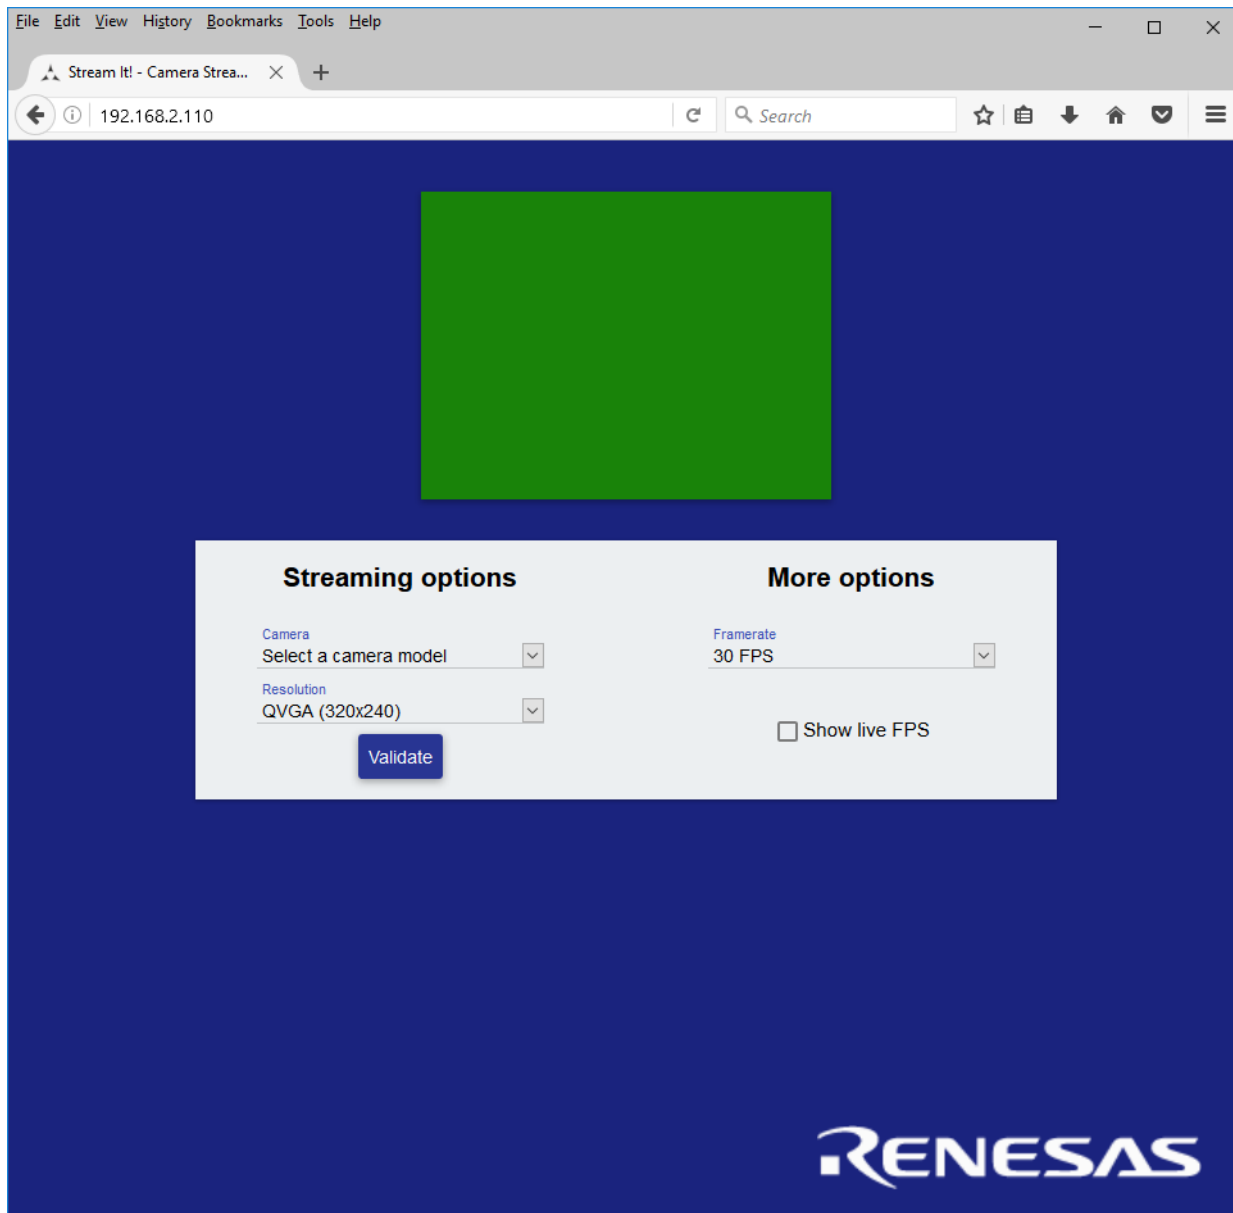 File Edit View History Bookmarks Tools Help
Stream It! - Camera Strea...
192.168.2.110
Search
Streaming options
More options
Camera
Select a camera model
Framerate
30 FPS
Resolution
QVGA (320x240)
Show live FPS
Validate
RENESAS